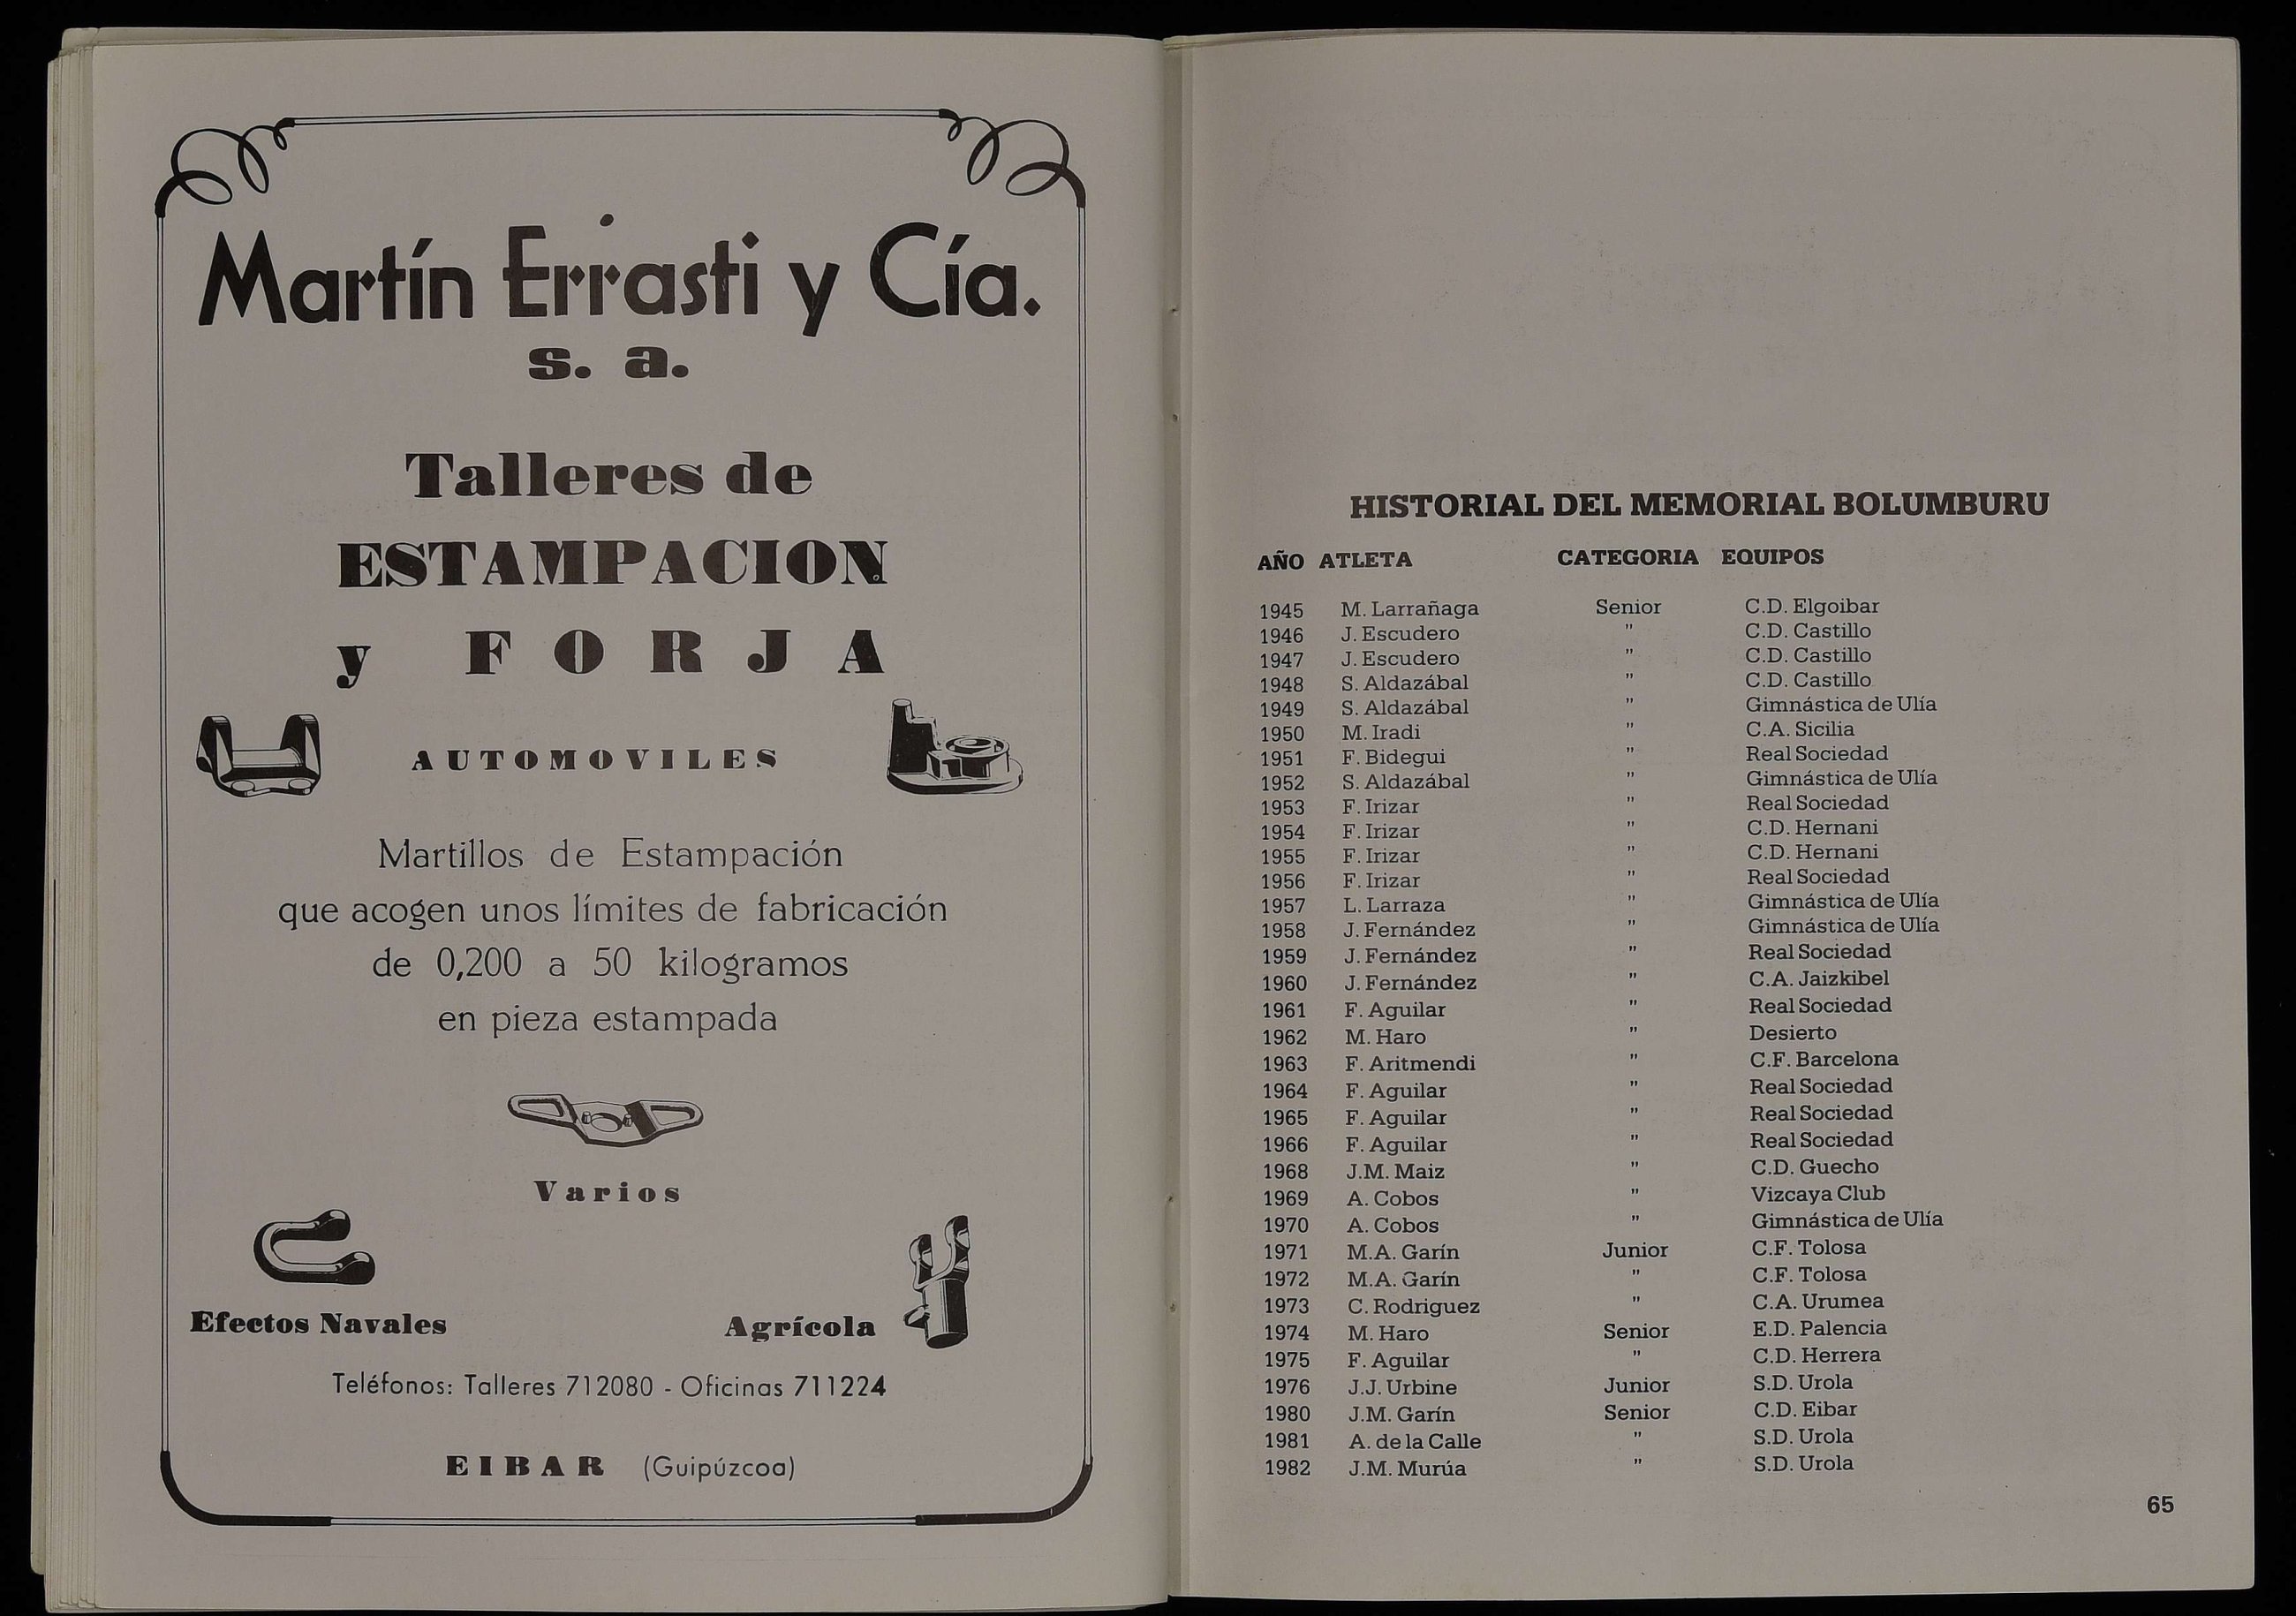 Martín Errasti y Cía.
s. a.
Talleres de
ESTAMPACION
y FORJA
AUTOMOVILES
Martillos de Estampación
que acogen unos límites de fabricación
de 0,200 a 50 kilogramos
en pieza estampada
Varios
Efectos Navales
Agrícola
Teléfonos: Talleres 712080 - Oficinas 711224
EIBAR (Guipúzcoa)
HISTORIAL DEL MEMORIAL BOLUMBURU
AÑO ATLETA CATEGORIA EQUIPOS
1945 M. Larrañaga Senior C.D. Elgoibar
1946 J. Escudero " C.D. Castillo
1947 J. Escudero " C.D. Castillo
1948 S. Aldazábal " C.D. Castillo
1949 S. Aldazábal " Gimnástica de Ulía
1950 M. Iradi " C.A. Sicilia
1951 F. Bidegui " Real Sociedad
1952 S. Aldazábal " Gimnástica de Ulía
1953 F. Irizar " Real Sociedad
1954 F. Irizar " C.D. Hernani
1955 F. Irizar " C.D. Hernani
1956 F. Irizar " Real Sociedad
1957 L. Larraza " Gimnástica de Ulía
1958 J. Fernández " Gimnástica de Ulía
1959 J. Fernández " Real Sociedad
1960 J. Fernández " C.A. Jaizkibel
1961 F. Aguilar " Real Sociedad
1962 M. Haro " Desierto
1963 F. Aritmendi " C.F. Barcelona
1964 F. Aguilar " Real Sociedad
1965 F. Aguilar " Real Sociedad
1966 F. Aguilar " Real Sociedad
1968 J.M. Maiz " C.D. Guecho
1969 A. Cobos " Vizcaya Club
1970 A. Cobos " Gimnástica de Ulía
1971 M.A. Garín Junior C.F. Tolosa
1972 M.A. Garín " C.F. Tolosa
1973 C. Rodriguez " C.A. Urumea
1974 M. Haro Senior E.D. Palencia
1975 F. Aguilar " C.D. Herrera
1976 J.J. Urbine Junior S.D. Urola
1980 J.M. Garín Senior C.D. Eibar
1981 A. de la Calle " S.D. Urola
1982 J.M. Murúa " S.D. Urola
65